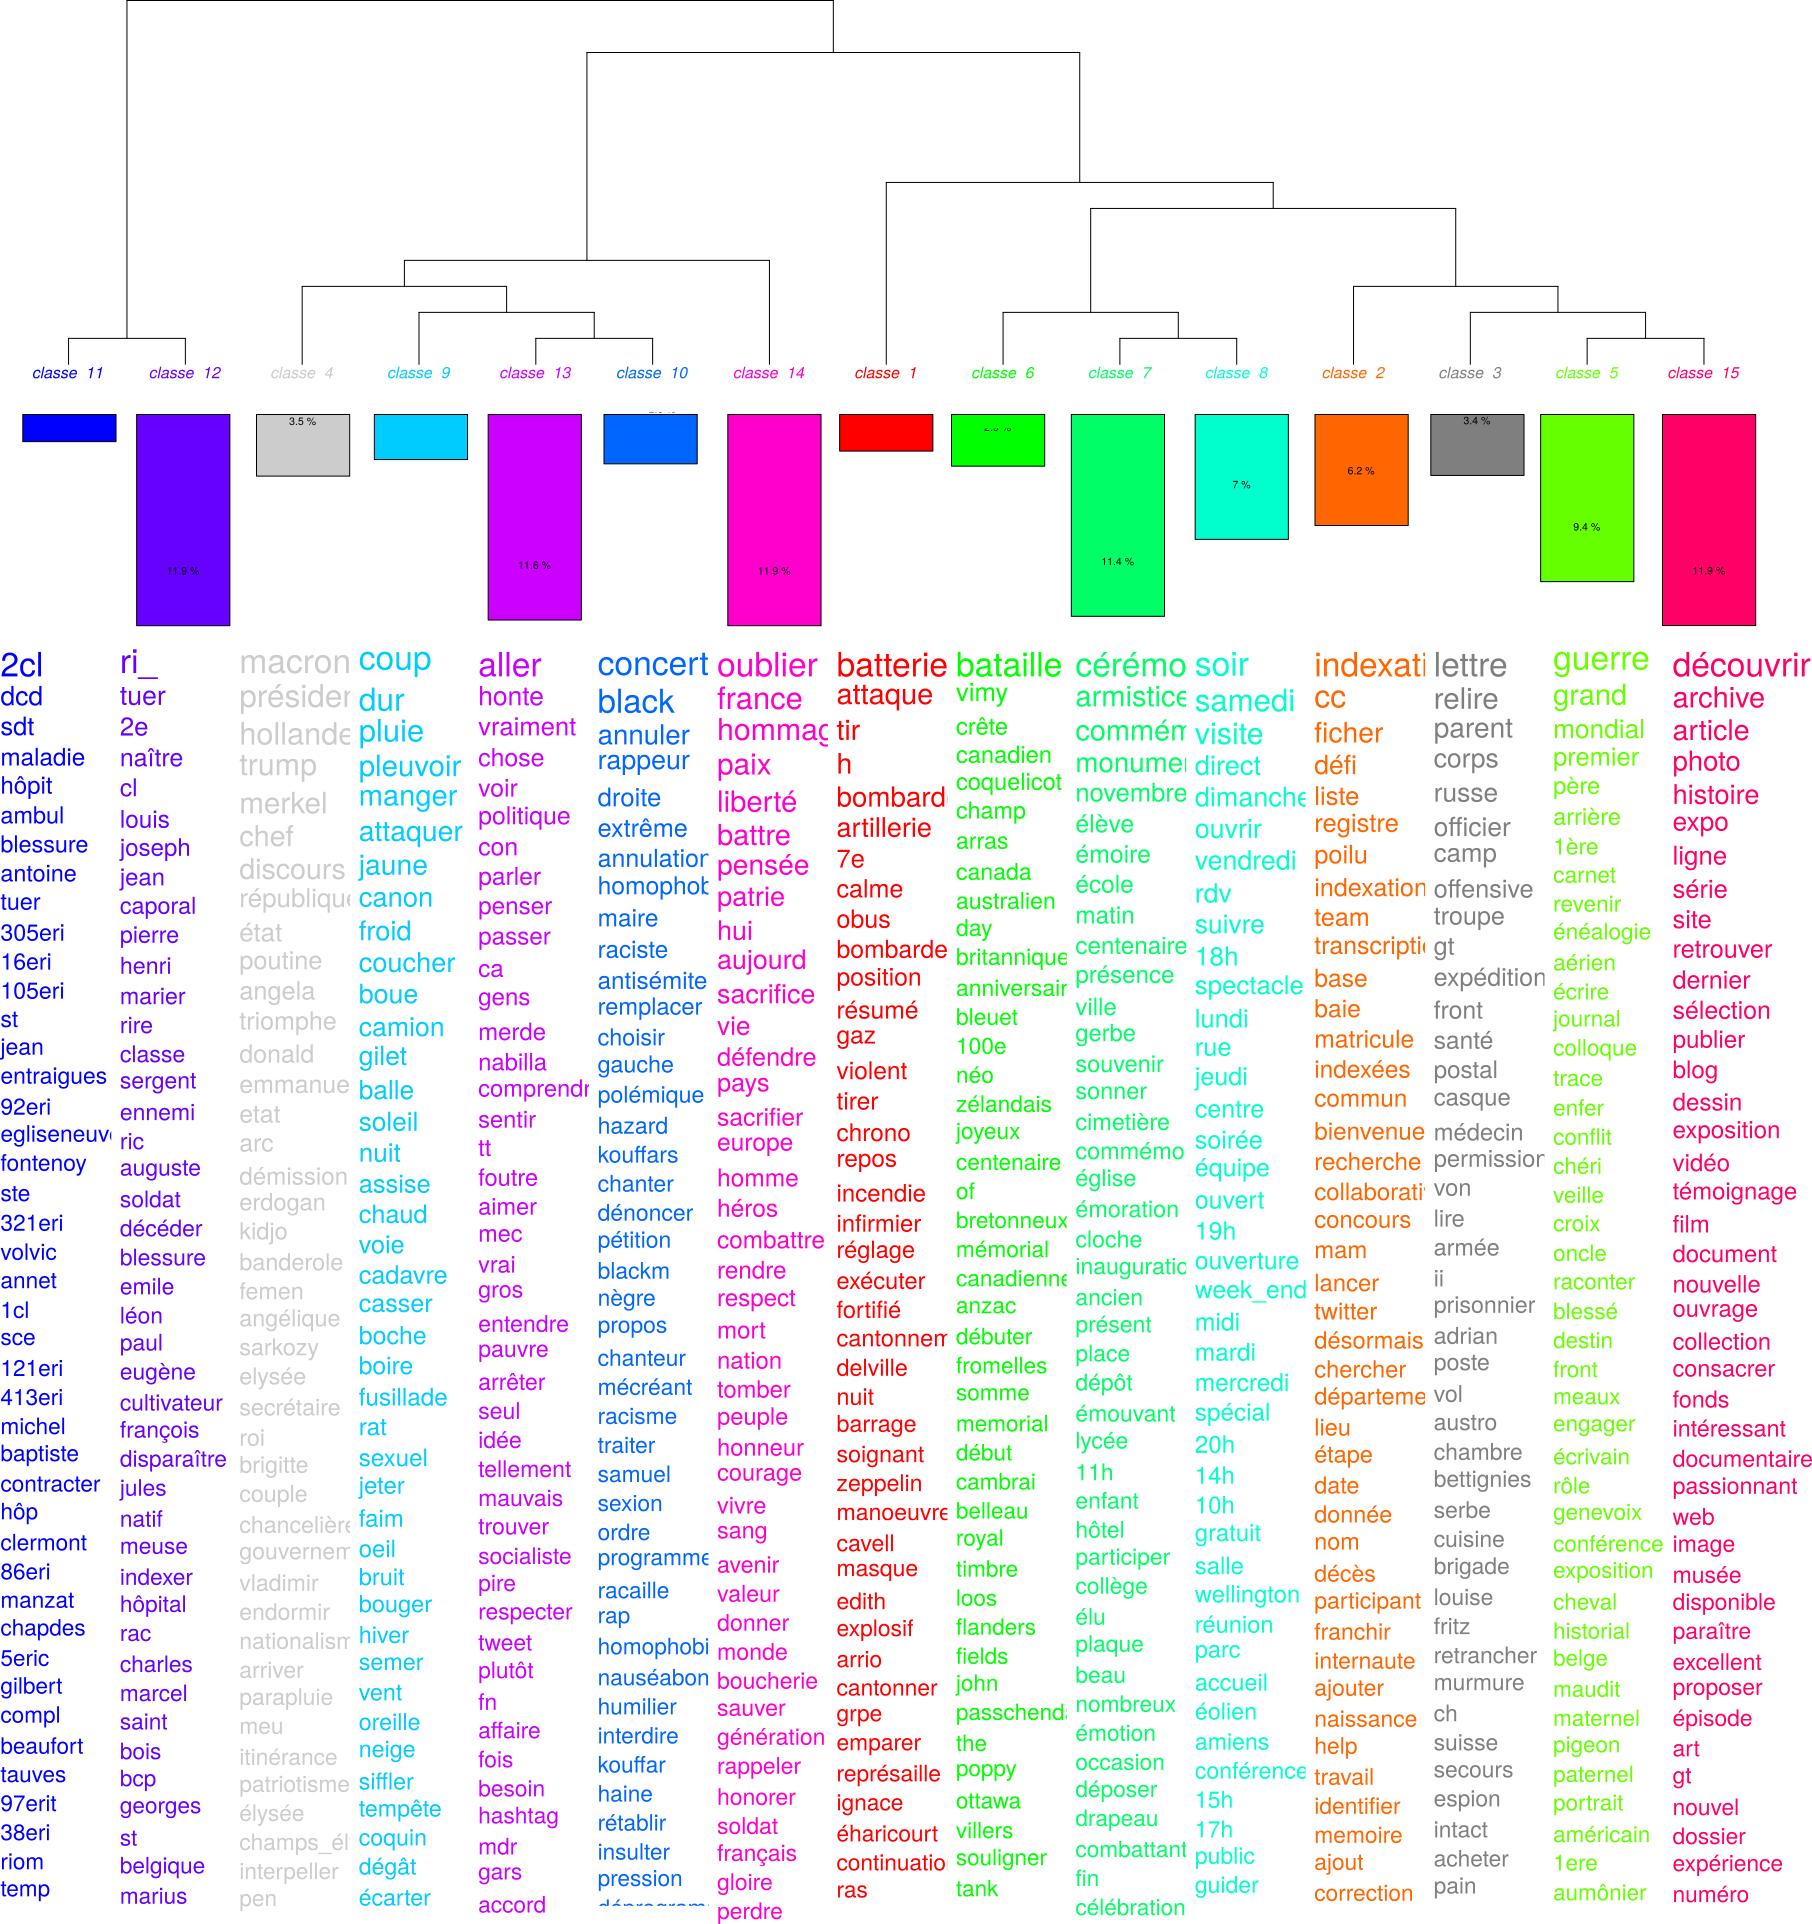 classe 11 classe 12 classe 4 classe 9 classe 13 classe 10 classe 14 classe 1 classe 6 classe 7 classe 8 classe 2 classe 3 classe 5 classe 15
3.5 %
3.4 %
6.2 %
7 %
9.4 %
11.4 %
11.6 %
11.9 %
11.9 %
11.9 %
2cl
dcd
sdt
maladie
hôpit
ambul
blessure
antoine
tuer
305eri
16eri
105eri
st
jean
entraigues
92eri
egliseneuv
fontenoy
ste
321eri
volvic
annet
1cl
sce
121eri
413eri
michel
baptiste
contracter
hôp
clermont
86eri
manzat
chapdes
5eric
gilbert
compl
beaufort
tauves
97erit
38eri
riom
temp
ri_
tuer
2e
naître
cl
louis
joseph
jean
caporal
pierre
henri
marier
rire
classe
sergent
ennemi
ric
auguste
soldat
décéder
blessure
emile
léon
paul
eugène
cultivateur
françois
disparaître
jules
natif
meuse
indexer
hôpital
rac
charles
marcel
saint
bois
bcp
georges
st
belgique
marius
macron
présider
hollande
trump
merkel
chef
discours
république
état
poutine
angela
triomphe
donald
emmanue
etat
arc
démission
erdogan
kidjo
banderole
femen
angélique
sarkozy
elysée
secrétaire
roi
brigitte
couple
chancelière
gouvernem
vladimir
endormir
nationalism
arriver
parapluie
meu
itinérance
patriotisme
élysée
champs_él
interpeller
pen
coup
dur
pluie
pleuvoir
manger
attaquer
jaune
canon
froid
coucher
boue
camion
gilet
balle
soleil
nuit
assise
chaud
voie
cadavre
casser
boche
boire
fusillade
rat
sexuel
jeter
faim
oeil
bruit
bouger
hiver
semer
vent
oreille
neige
siffler
tempête
coquin
dégât
écarter
aller
honte
vraiment
chose
voir
politique
con
parler
penser
passer
ca
gens
merde
nabilla
comprendr
sentir
tt
foutre
aimer
mec
vrai
gros
entendre
pauvre
arrêter
seul
idée
tellement
mauvais
trouver
socialiste
pire
respecter
tweet
plutôt
fn
affaire
fois
besoin
hashtag
mdr
gars
accord
concert
black
annuler
rappeur
droite
extrême
annulation
homophob
maire
raciste
antisémite
remplacer
choisir
gauche
polémique
hazard
kouffars
chanter
dénoncer
pétition
blackm
nègre
propos
chanteur
mécréant
racisme
traiter
samuel
sexion
ordre
programme
racaille
rap
homophobi
nauséabon
humilier
interdire
kouffar
haine
rétablir
insulter
pression
oublier
france
hommag
paix
liberté
battre
pensée
patrie
hui
aujourd
sacrifice
vie
défendre
pays
sacrifier
europe
homme
héros
combattre
rendre
respect
mort
nation
tomber
peuple
honneur
courage
vivre
sang
avenir
valeur
donner
monde
boucherie
sauver
génération
rappeler
honorer
soldat
français
gloire
perdre
batterie
attaque
tir
h
bombard
artillerie
7e
calme
obus
bombarde
position
résumé
gaz
violent
tirer
chrono
repos
incendie
infirmier
réglage
exécuter
fortifié
cantonnem
delville
nuit
barrage
soignant
zeppelin
manoeuvre
cavell
masque
edith
explosif
arrio
cantonner
grpe
emparer
représaille
ignace
éharicourt
continuatio
ras
bataille
vimy
crête
canadien
coquelicot
champ
arras
canada
australien
day
britannique
anniversair
bleuet
100e
néo
zélandais
joyeux
centenaire
of
bretonneux
mémorial
canadienne
anzac
débuter
fromelles
somme
memorial
début
cambrai
belleau
royal
timbre
loos
flanders
fields
john
passchend
the
poppy
ottawa
villers
souligner
tank
cérémo
armistice
commém
monume
novembre
élève
émoire
école
matin
centenaire
présence
ville
gerbe
souvenir
sonner
cimetière
commémo
église
émoration
cloche
inauguratio
ancien
présent
place
dépôt
émouvant
lycée
11h
enfant
hôtel
participer
collège
élu
plaque
beau
nombreux
émotion
occasion
déposer
drapeau
combattant
fin
célébration
soir
samedi
visite
direct
dimanche
ouvrir
vendredi
rdv
suivre
18h
spectacle
lundi
rue
jeudi
centre
soirée
équipe
ouvert
19h
ouverture
week_end
midi
mardi
mercredi
spécial
20h
14h
10h
gratuit
salle
wellington
réunion
parc
accueil
éolien
amiens
conférence
15h
17h
public
guider
indexati
cc
ficher
défi
liste
registre
poilu
indexation
team
transcripti
base
baie
matricule
indexées
commun
bienvenue
recherche
collaborati
concours
mam
lancer
twitter
désormais
chercher
départeme
lieu
étape
date
donnée
nom
décès
participant
franchir
internaute
ajouter
naissance
help
travail
identifier
memoire
ajout
correction
lettre
relire
parent
corps
russe
officier
camp
offensive
troupe
gt
expédition
front
santé
postal
casque
médecin
permission
von
lire
armée
ii
prisonnier
adrian
poste
vol
austro
chambre
bettignies
serbe
cuisine
brigade
louise
fritz
retrancher
murmure
ch
suisse
secours
espion
intact
acheter
pain
guerre
grand
mondial
premier
père
arrière
1ère
carnet
revenir
énéalogie
aérien
écrire
journal
colloque
trace
enfer
conflit
chéri
veille
croix
oncle
raconter
blessé
destin
front
meaux
engager
écrivain
rôle
genevoix
conférence
exposition
cheval
historial
belge
maudit
maternel
pigeon
paternel
portrait
américain
1ere
aumônier
découvrir
archive
article
photo
histoire
expo
ligne
série
site
retrouver
dernier
sélection
publier
blog
dessin
exposition
vidéo
témoignage
film
document
nouvelle
ouvrage
collection
consacrer
fonds
intéressant
documentaire
passionnant
web
image
musée
disponible
paraître
excellent
proposer
épisode
art
gt
nouvel
dossier
expérience
numéro